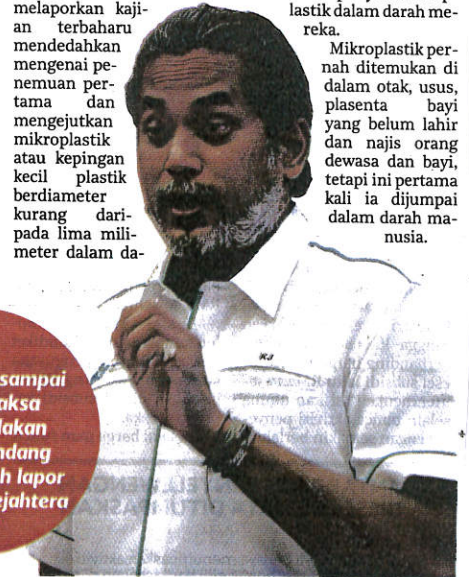 melaporkan kaji-
an terbaharu
mendedahkan
mengenai pe-
nemuan per-
tama dan
mengejutkan
mikroplastik
atau kepingan
kecil plastik
berdiameter
kurang dari-
pada lima mili-
meter dalam da-
lastik dalam darah me-
reka.
Mikroplastik per-
nah ditemukan di
dalam otak, usus,
plasenta bayi
yang belum lahir
dan najis orang
dewasa dan bayi,
tetapi ini pertama
kali ia dijumpai
dalam darah ma-
nusia.
KJ
sampai
aksa
lakan
ndang
h lapor
ejahtera